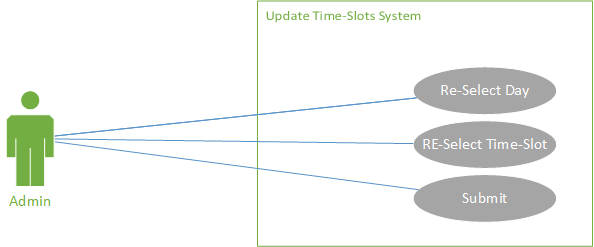 Update Time-Slots System
Re-Select Day
RE-Select Time-Slot
Submit
Admin